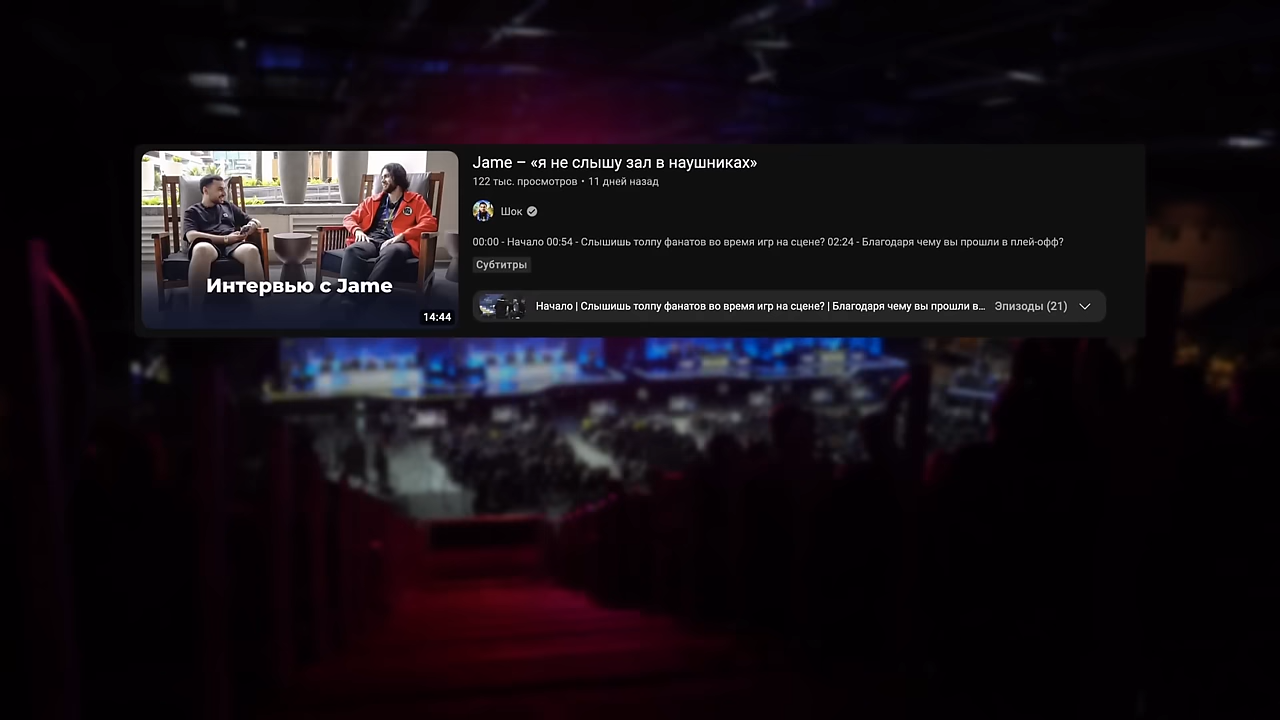 Jame – «я не слышу зал в наушниках»
122 тыс. просмотров • 11 дней назад
Шок
00:00 - Начало 00:54 - Слышишь толпу фанатов во время игр на сцене? 02:24 - Благодаря чему вы прошли в плей-офф?
Субтитры
Интервью с Jame
14:44
Начало | Слышишь толпу фанатов во время игр на сцене? | Благодаря чему вы прошли в... Эпизоды (21)